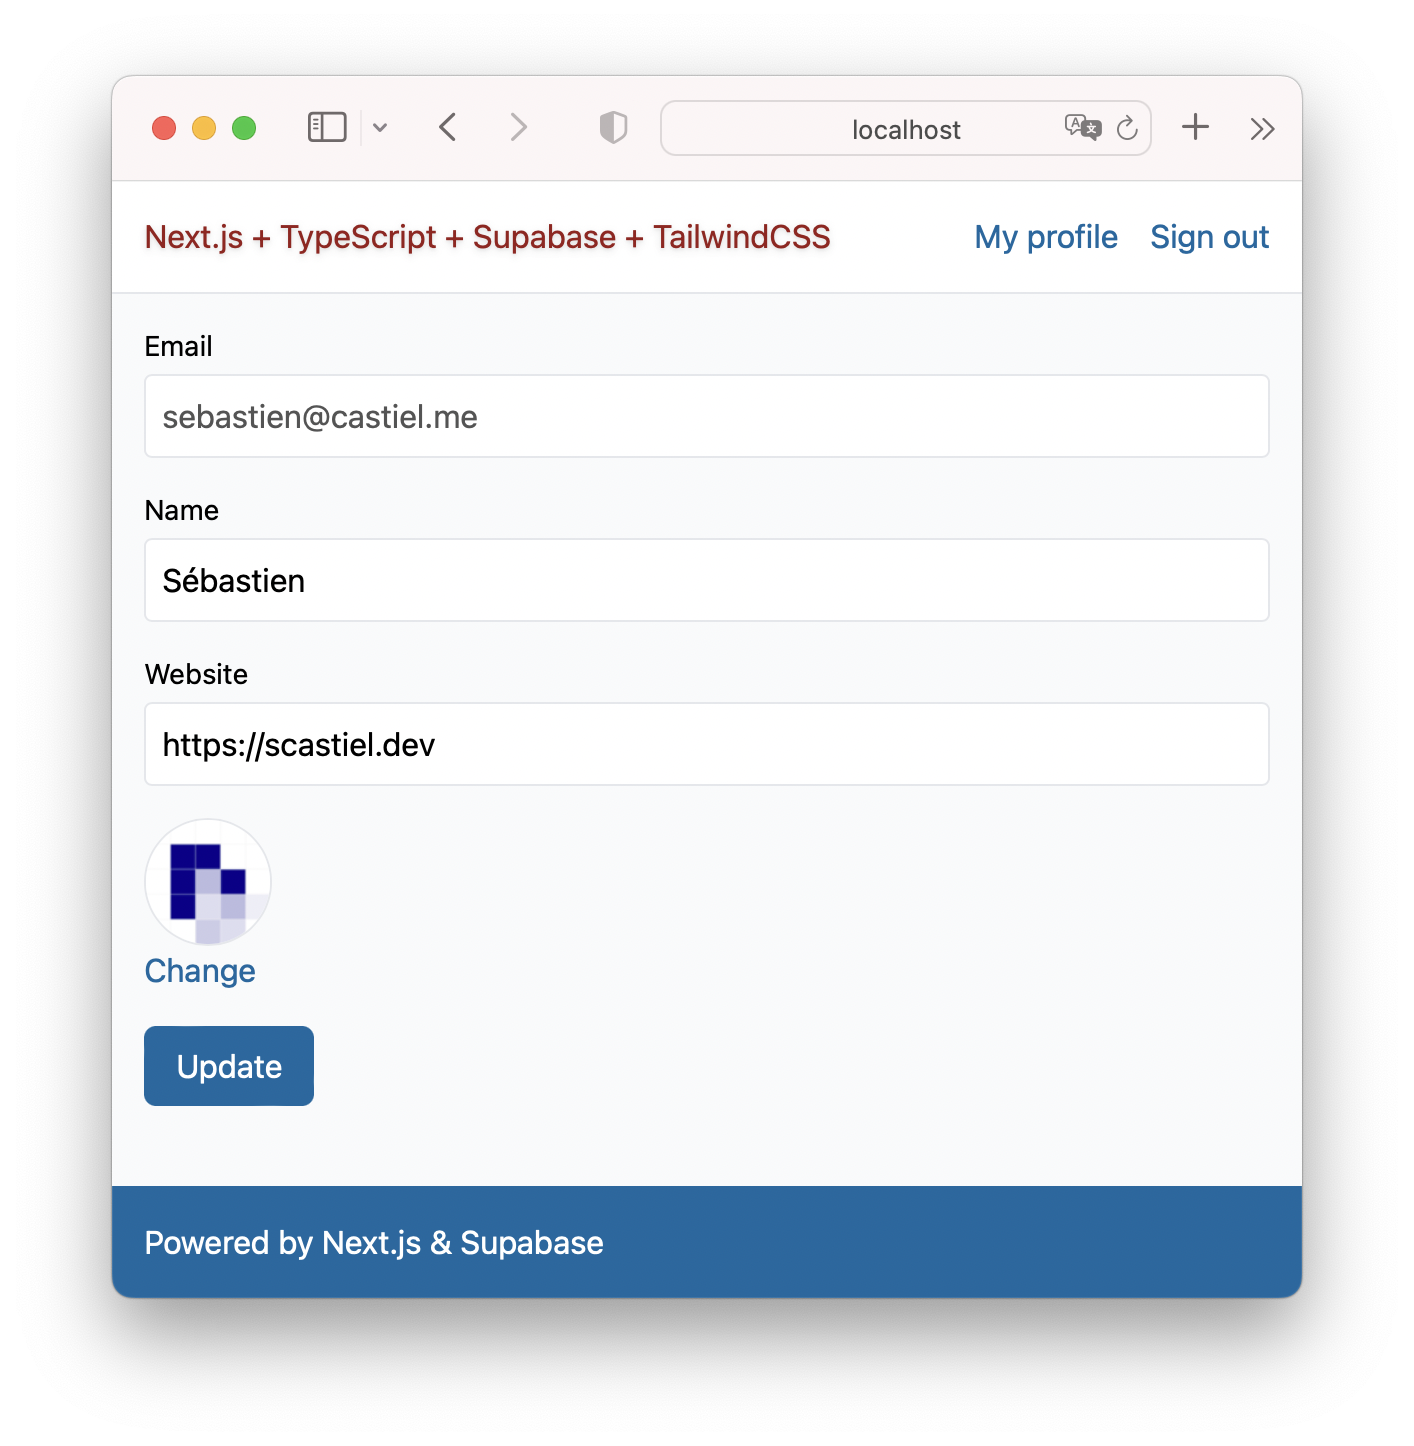 localhost
Next.js + TypeScript + Supabase + TailwindCSS My profile Sign out
Email
sebastien@castiel.me
Name
Sébastien
Website
https://scastiel.dev
Change
Update
Powered by Next.js & Supabase